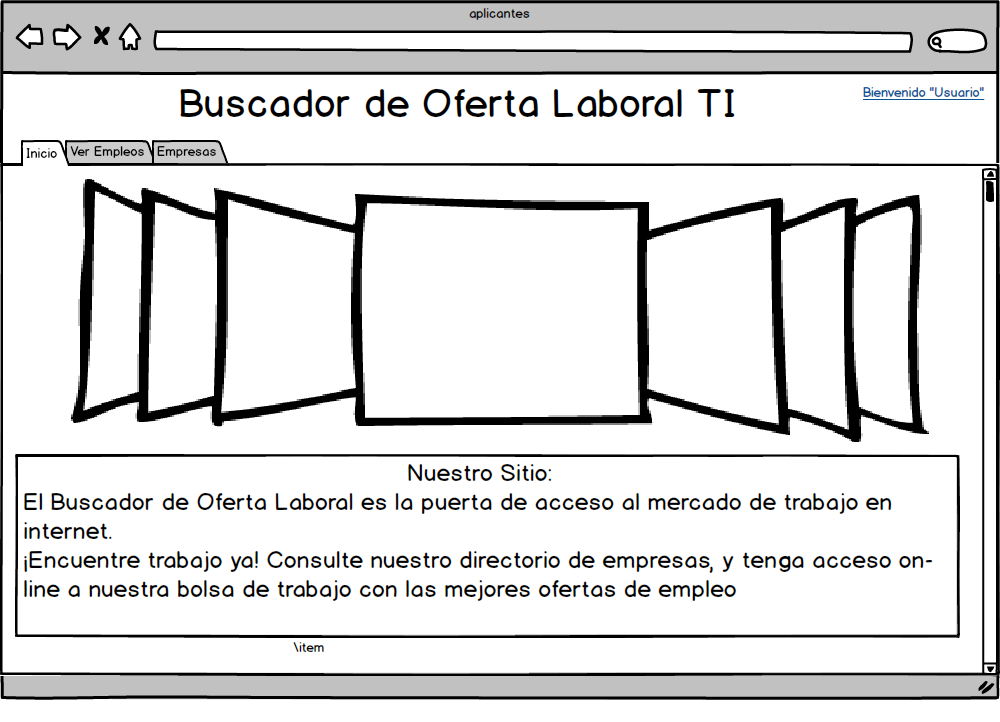 aplicantes
Buscador de Oferta Laboral TI
Bienvenido "Usuario"
Inicio
Ver Empleos
Empresas
Nuestro Sitio:
El Buscador de Oferta Laboral es la puerta de acceso al mercado de trabajo en
internet.
¡Encuentre trabajo ya! Consulte nuestro directorio de empresas, y tenga acceso on-
line a nuestra bolsa de trabajo con las mejores ofertas de empleo
\item